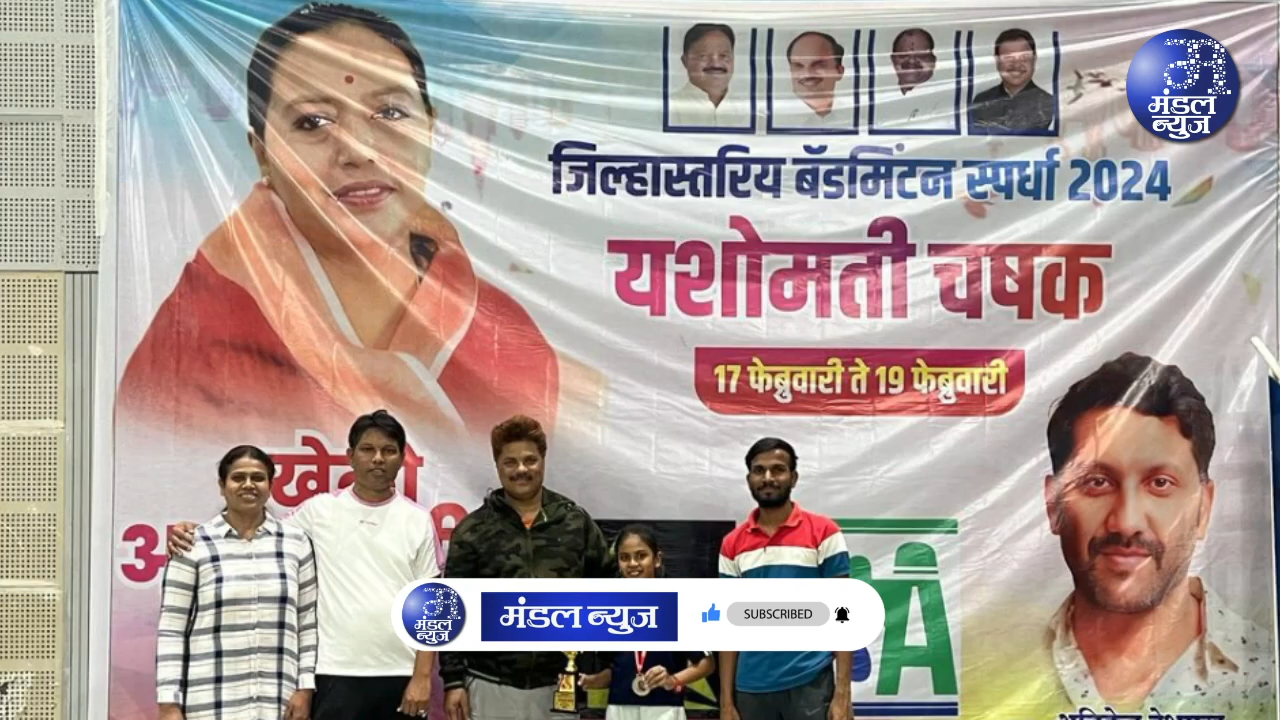 मंडल
न्युज
जिल्हास्तरिय बॅडमिंटन स्पर्धा 2024
यशोमती चषक
17 फेब्रुवारी ते 19 फेब्रुवारी
A
मंडल
न्युज
मंडल न्युज
SUBSCRIBED